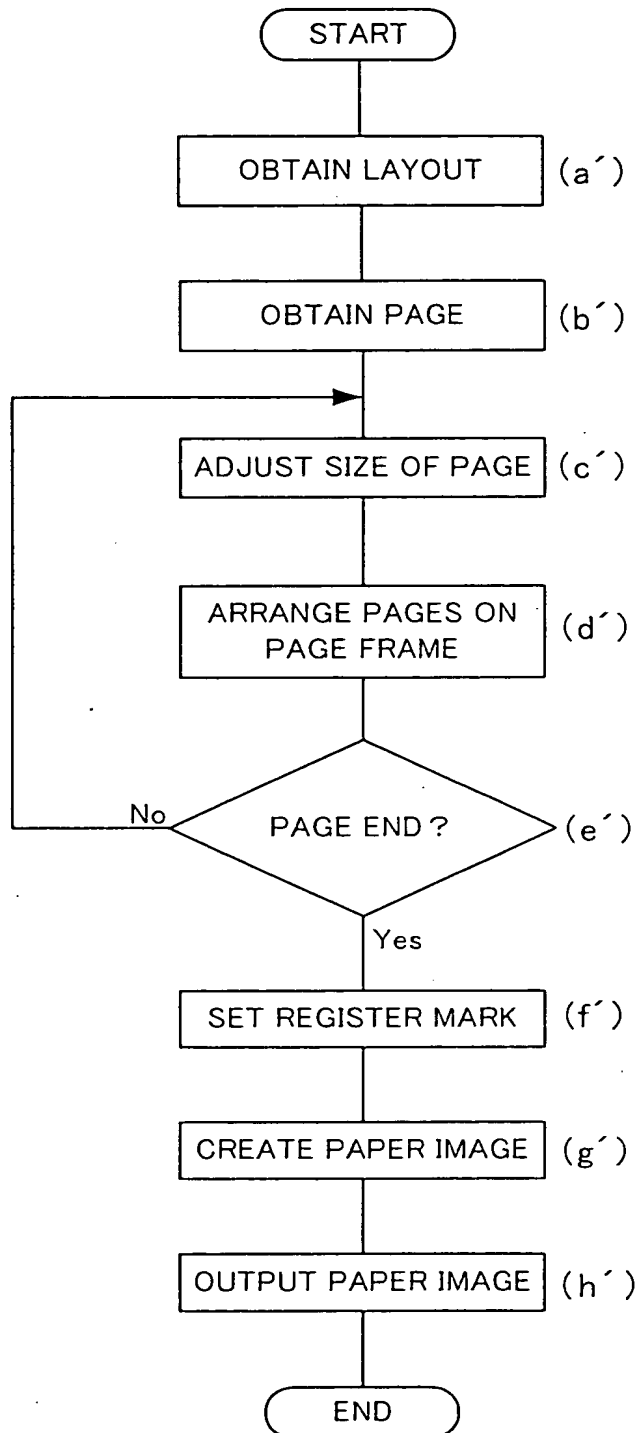 START
OBTAIN LAYOUT (a´)
OBTAIN PAGE (b´)
ADJUST SIZE OF PAGE (c´)
ARRANGE PAGES ON
PAGE FRAME (d´)
No
PAGE END? (e´)
Yes
SET REGISTER MARK (f´)
CREATE PAPER IMAGE (g´)
OUTPUT PAPER IMAGE (h´)
END